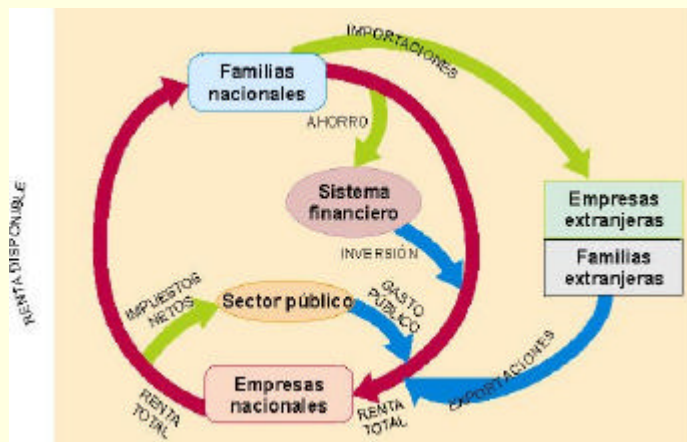 IMPORTACIONES
Familias
nacionales
AHORRO
Sistema
financiero
Empresas
extranjeras
Familias
extranjeras
INVERSIÓN
RENTA DISPONIBLE
IMPUESTOS
NETOS
Sector público
GASTO
PÚBLICO
EXPORTACIONES
RENTA
TOTAL
Empresas
nacionales
RENTA
TOTAL